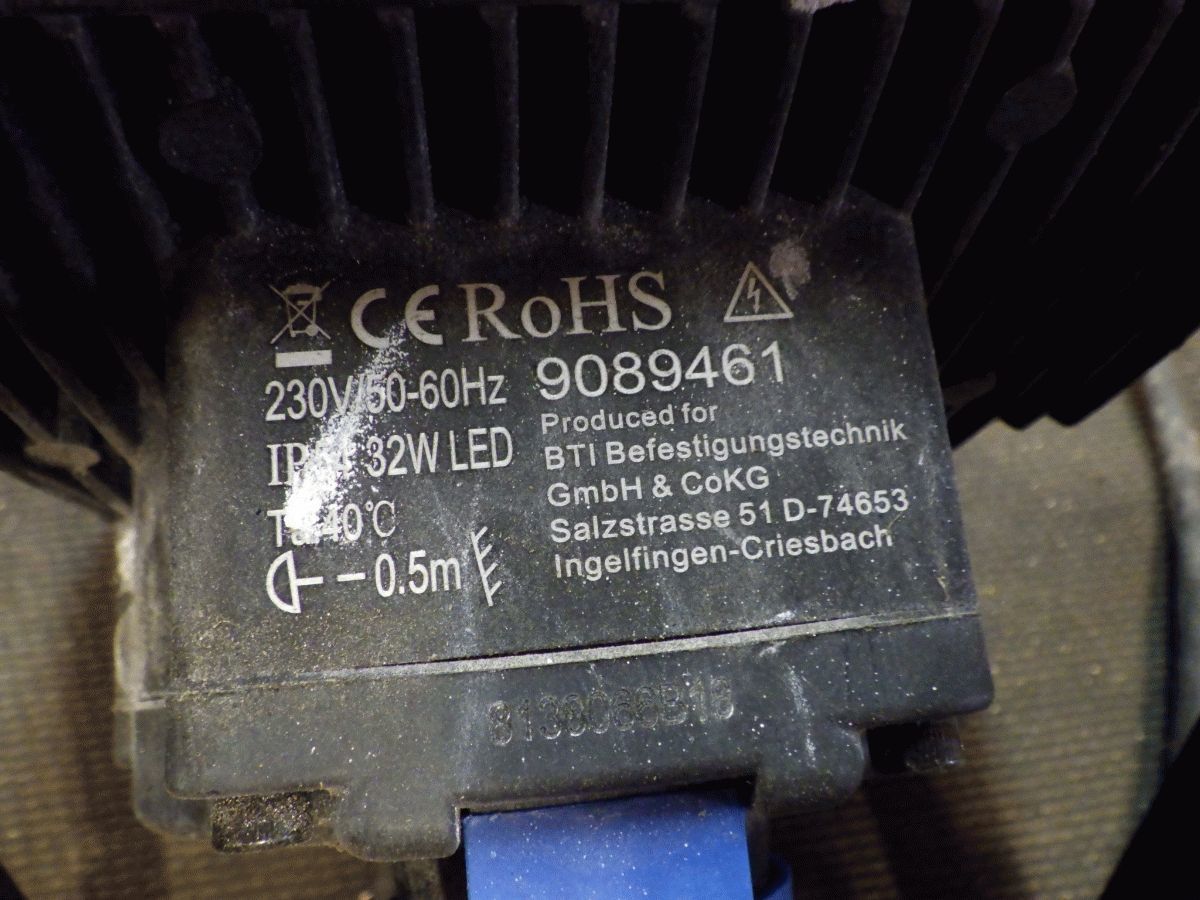 CE RoHS
230V/50-60Hz
32W LED
40℃
0.5m
9089461
Produced for
BTI Befestigungstechnik
GmbH & CoKG
Salzstrasse 51 D-74653
Ingelfingen-Criesbach